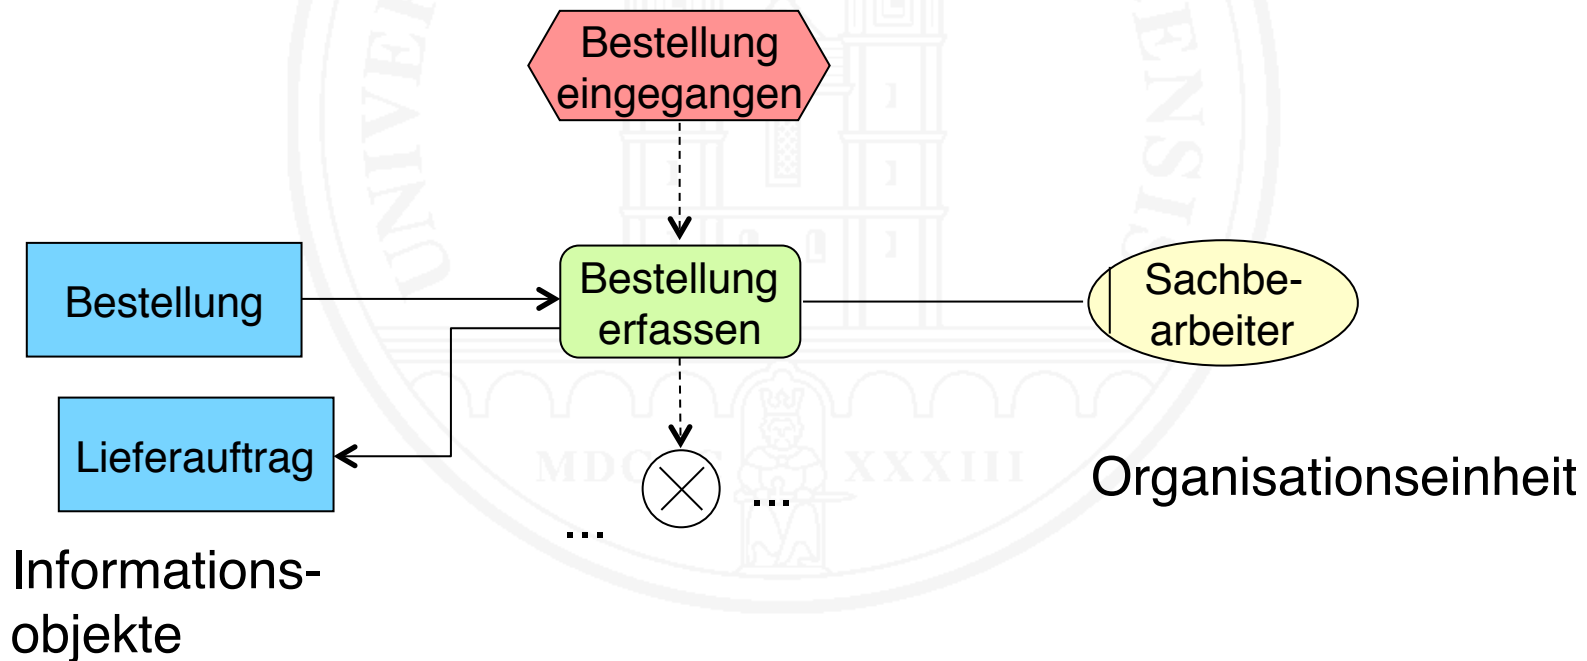 Bestellung
eingegangen
Bestellung
Bestellung
erfassen
Sachbe-
arbeiter
Lieferauftrag
...
...
Organisationseinheit
Informations-
objekte